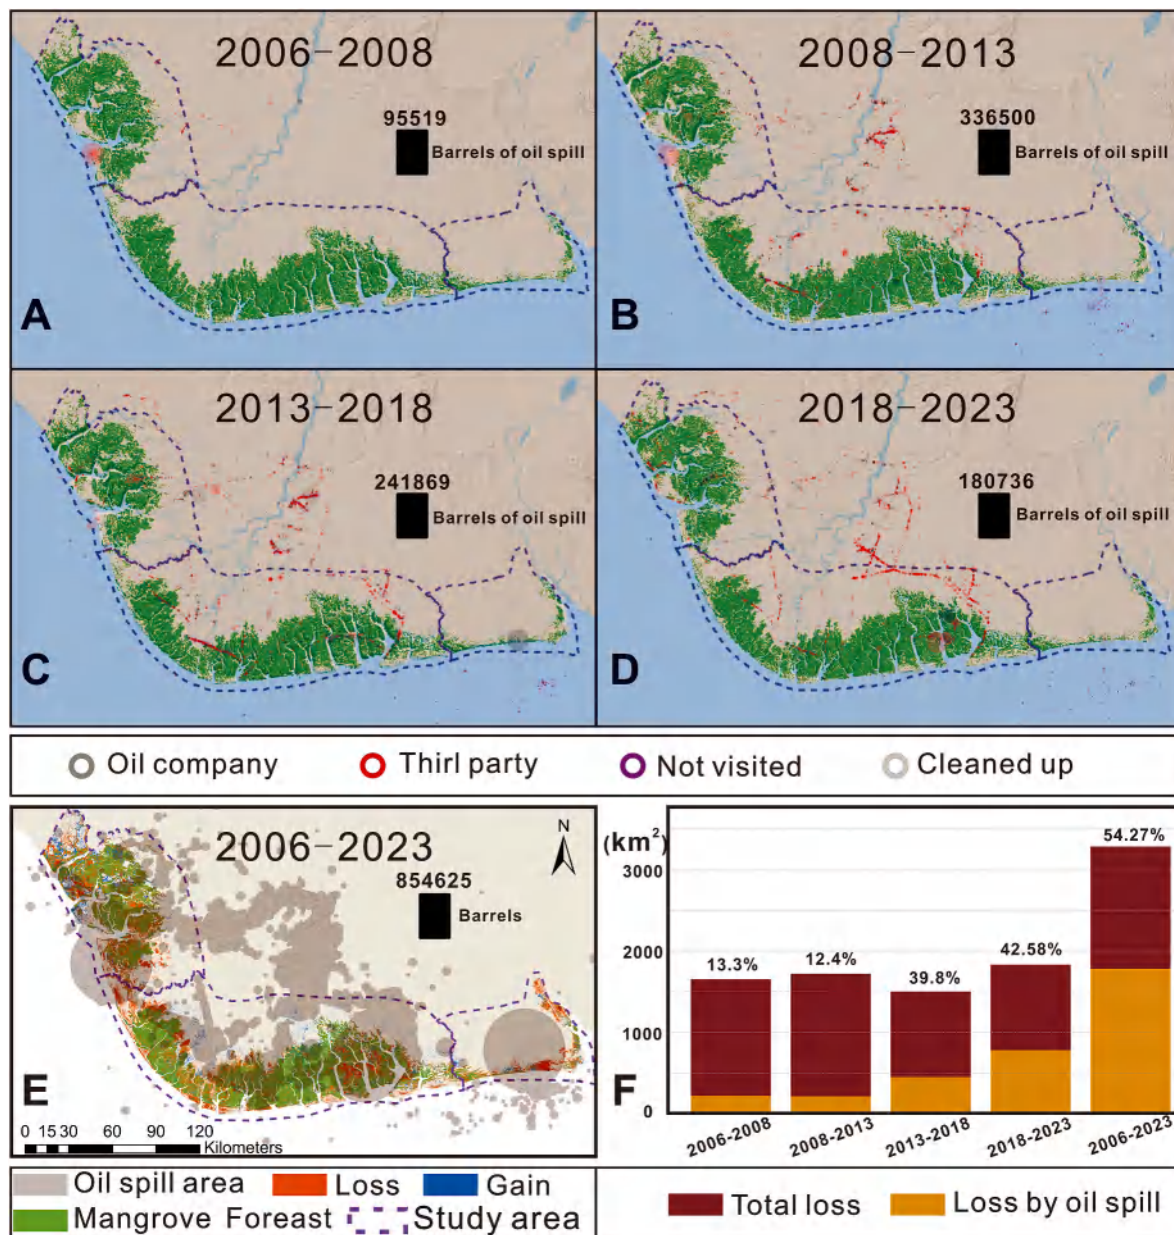 2006-2008
95519
Barrels of oil spill
A
2008-2013
336500
Barrels of oil spill
B
2013-2018
241869
Barrels of oil spill
C
2018-2023
180736
Barrels of oil spill
D
Oil company Thirl party Not visited Cleaned up
2006-2023
N
854625
Barrels
E
0 15 30 60 90 120
Kilometers
(km²)
3000
2000
1000
0
13.3%
12.4%
39.8%
42.58%
54.27%
F
2006-2008 2008-2013 2013-2018 2018-2023 2006-2023
Oil spill area Loss Gain
Mangrove Foreast Study area
Total loss Loss by oil spill